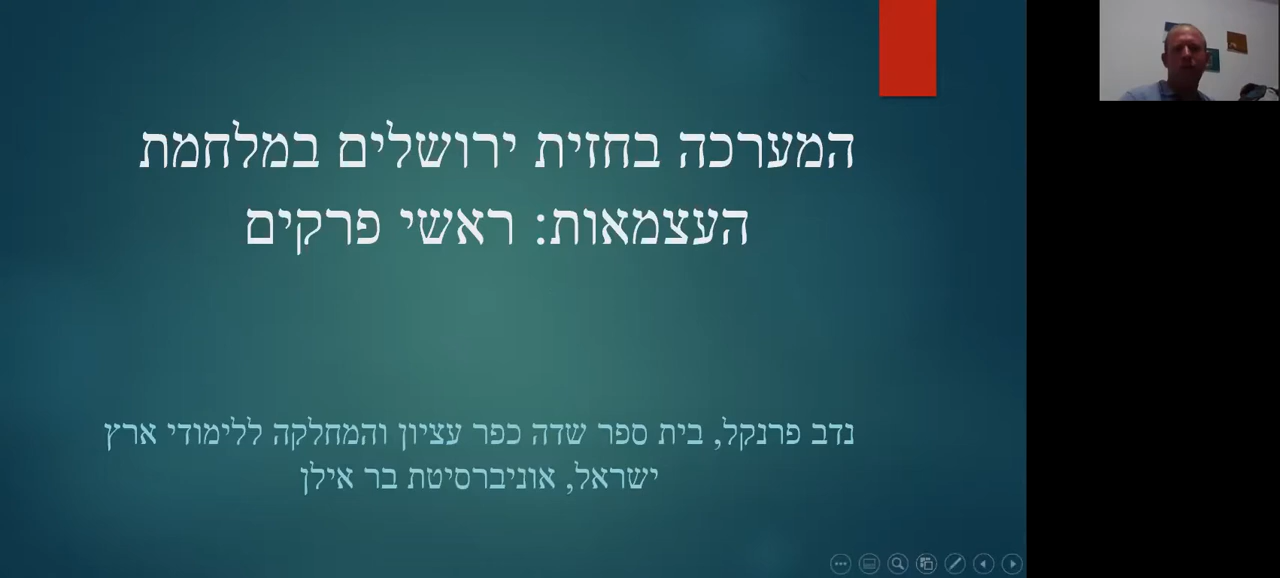 המערכה בחזית ירושלים במלחמת
העצמאות: ראשי פרקים
נדב פרנקל, בית ספר שדה כפר עציון והמחלקה ללימודי ארץ
ישראל, אוניברסיטת בר אילן